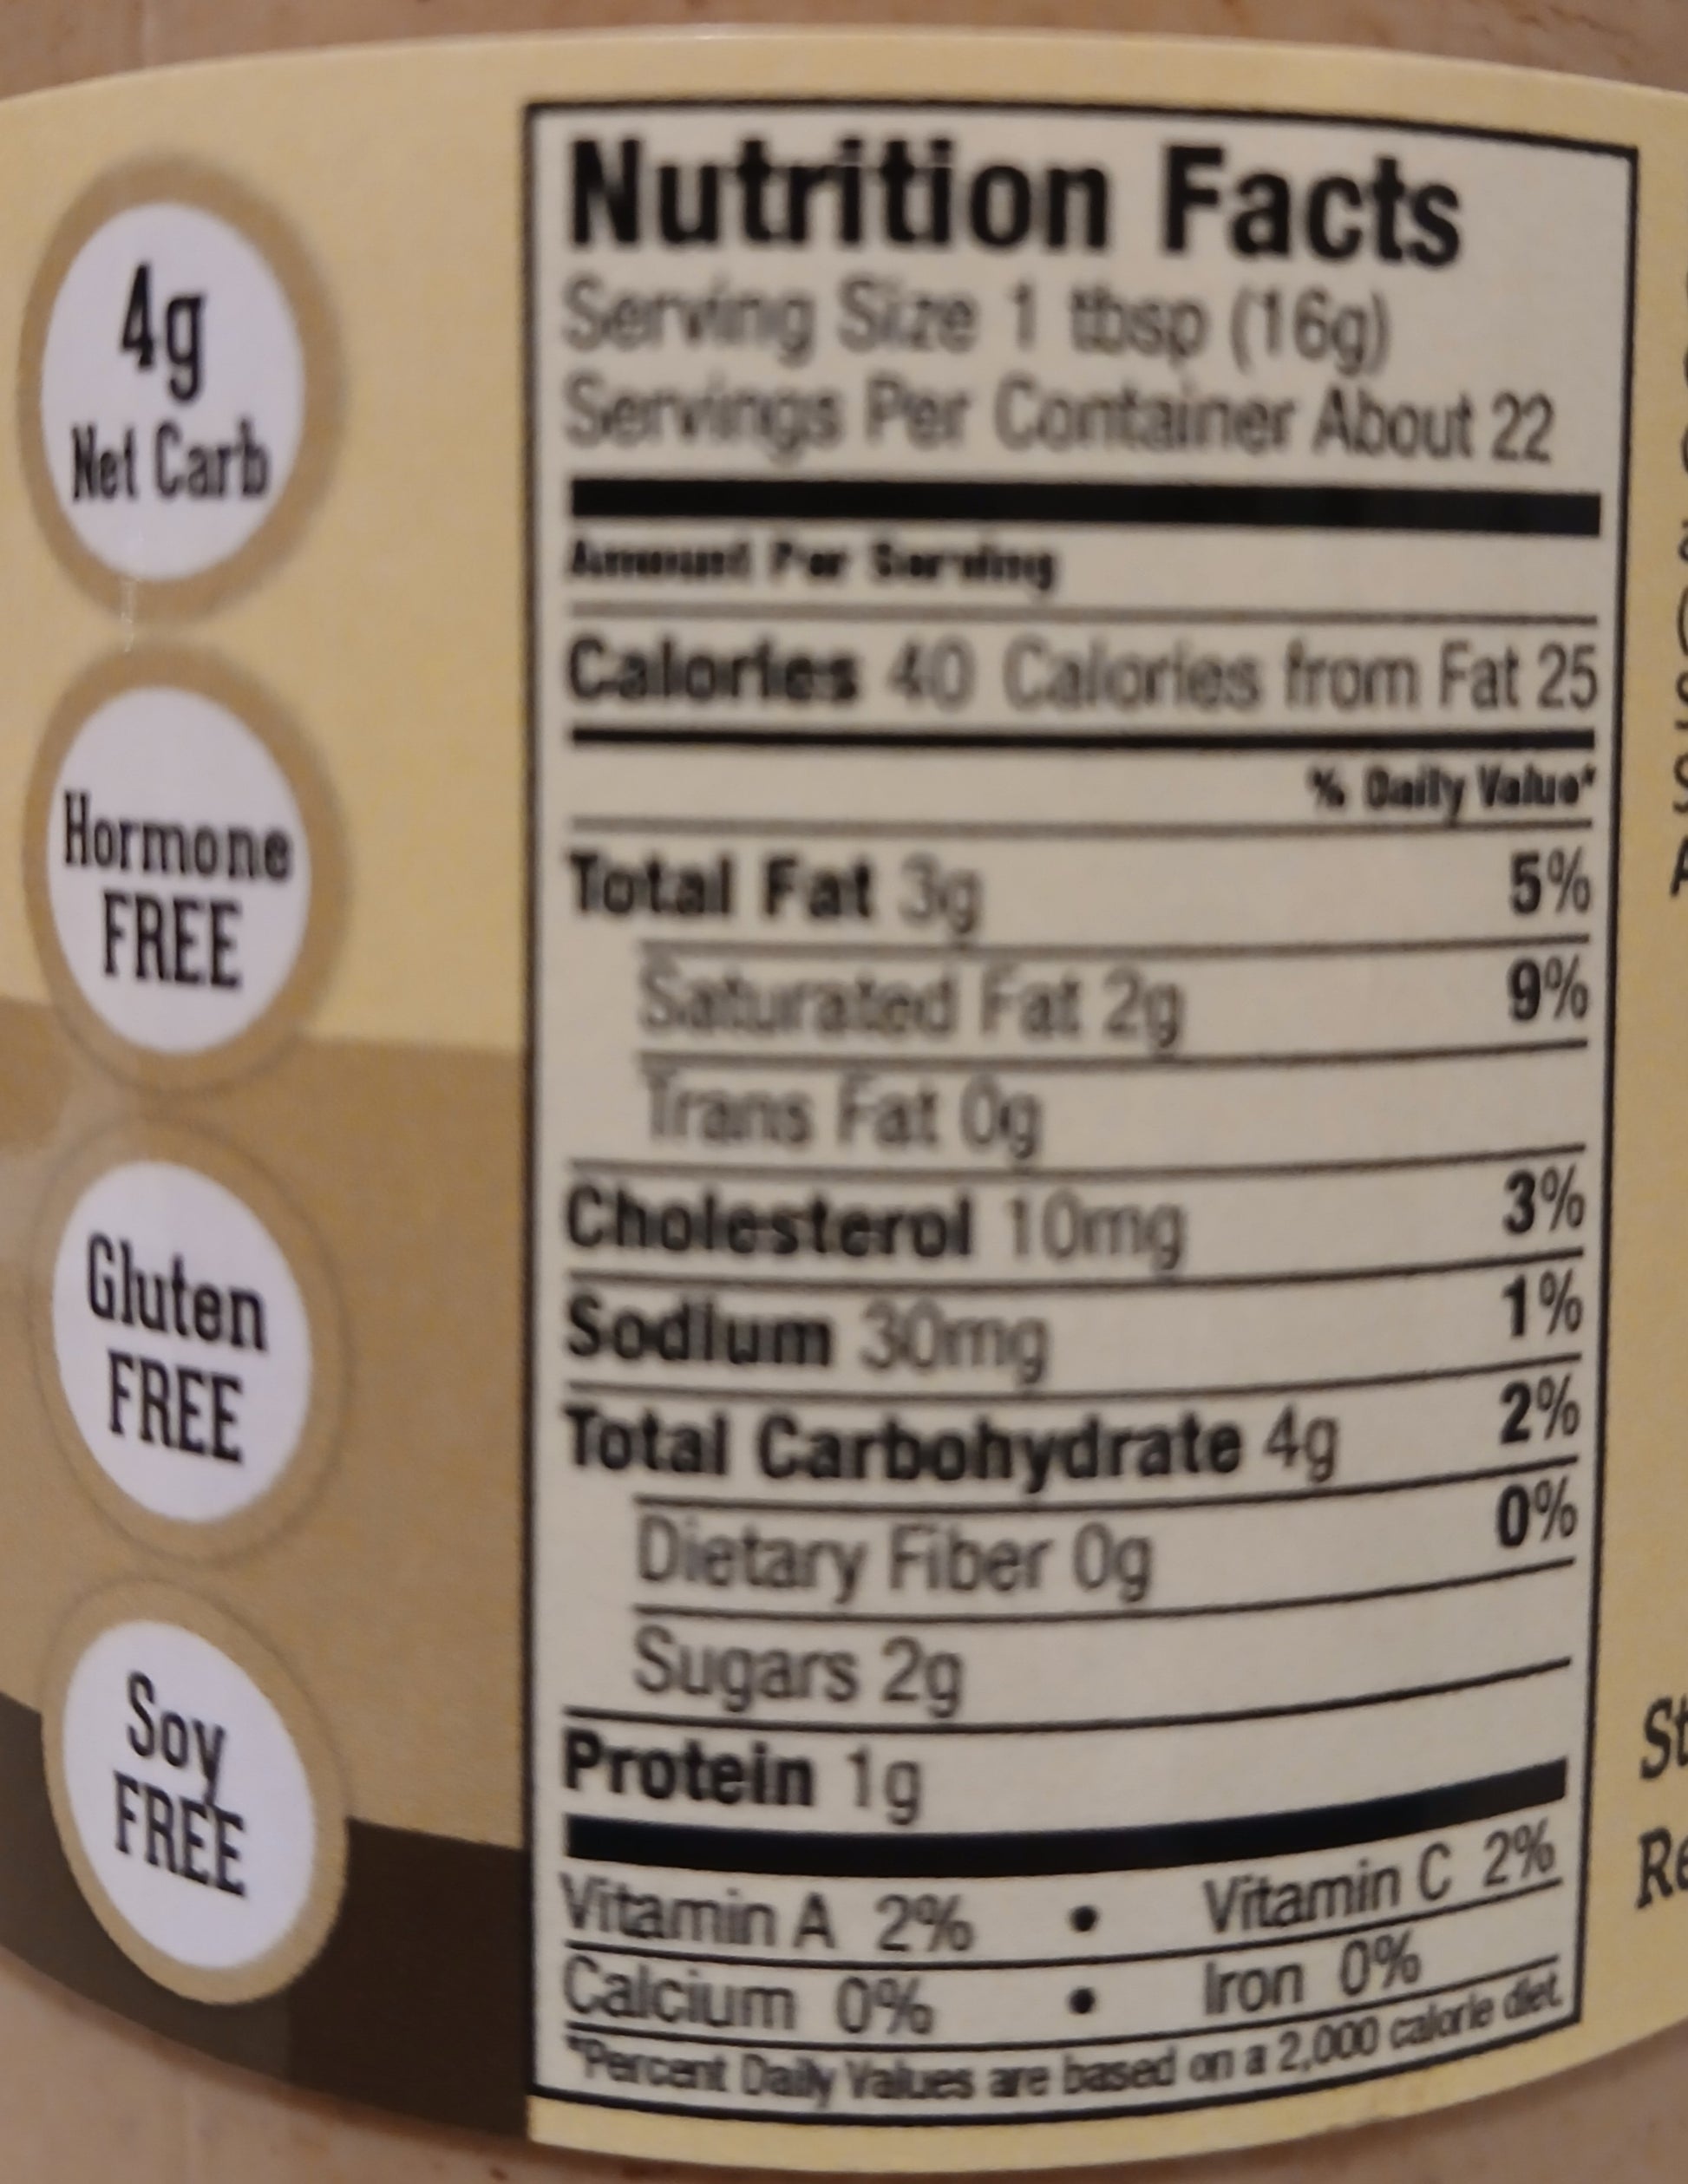 4g
Net Carb
Hormone
FREE
Gluten
FREE
Soy
FREE
Nutrition Facts
Serving Size 1 tbsp (16g)
Servings Per Container About 22
Amount Per Serving
Calories 40 Calories from Fat 25
% Daily Value*
Total Fat 3g 5%
Saturated Fat 2g 9%
Trans Fat 0g
Cholesterol 10mg 3%
Sodium 30mg 1%
Total Carbohydrate 4g 2%
Dietary Fiber 0g 0%
Sugars 2g
Protein 1g
Vitamin A 2% • Vitamin C 2%
Calcium 0% • Iron 0%
*Percent Daily Values are based on a 2,000 calorie diet.